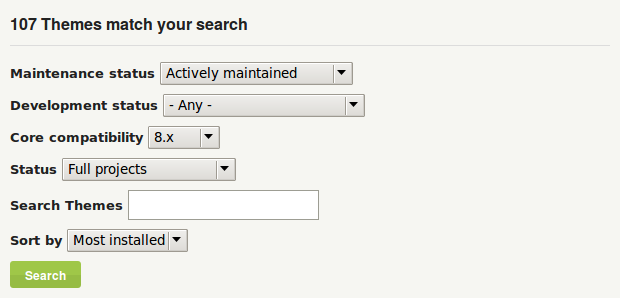 107 Themes match your search
Maintenance status Actively maintained
Development status - Any -
Core compatibility 8.x
Status Full projects
Search Themes
Sort by Most installed
Search